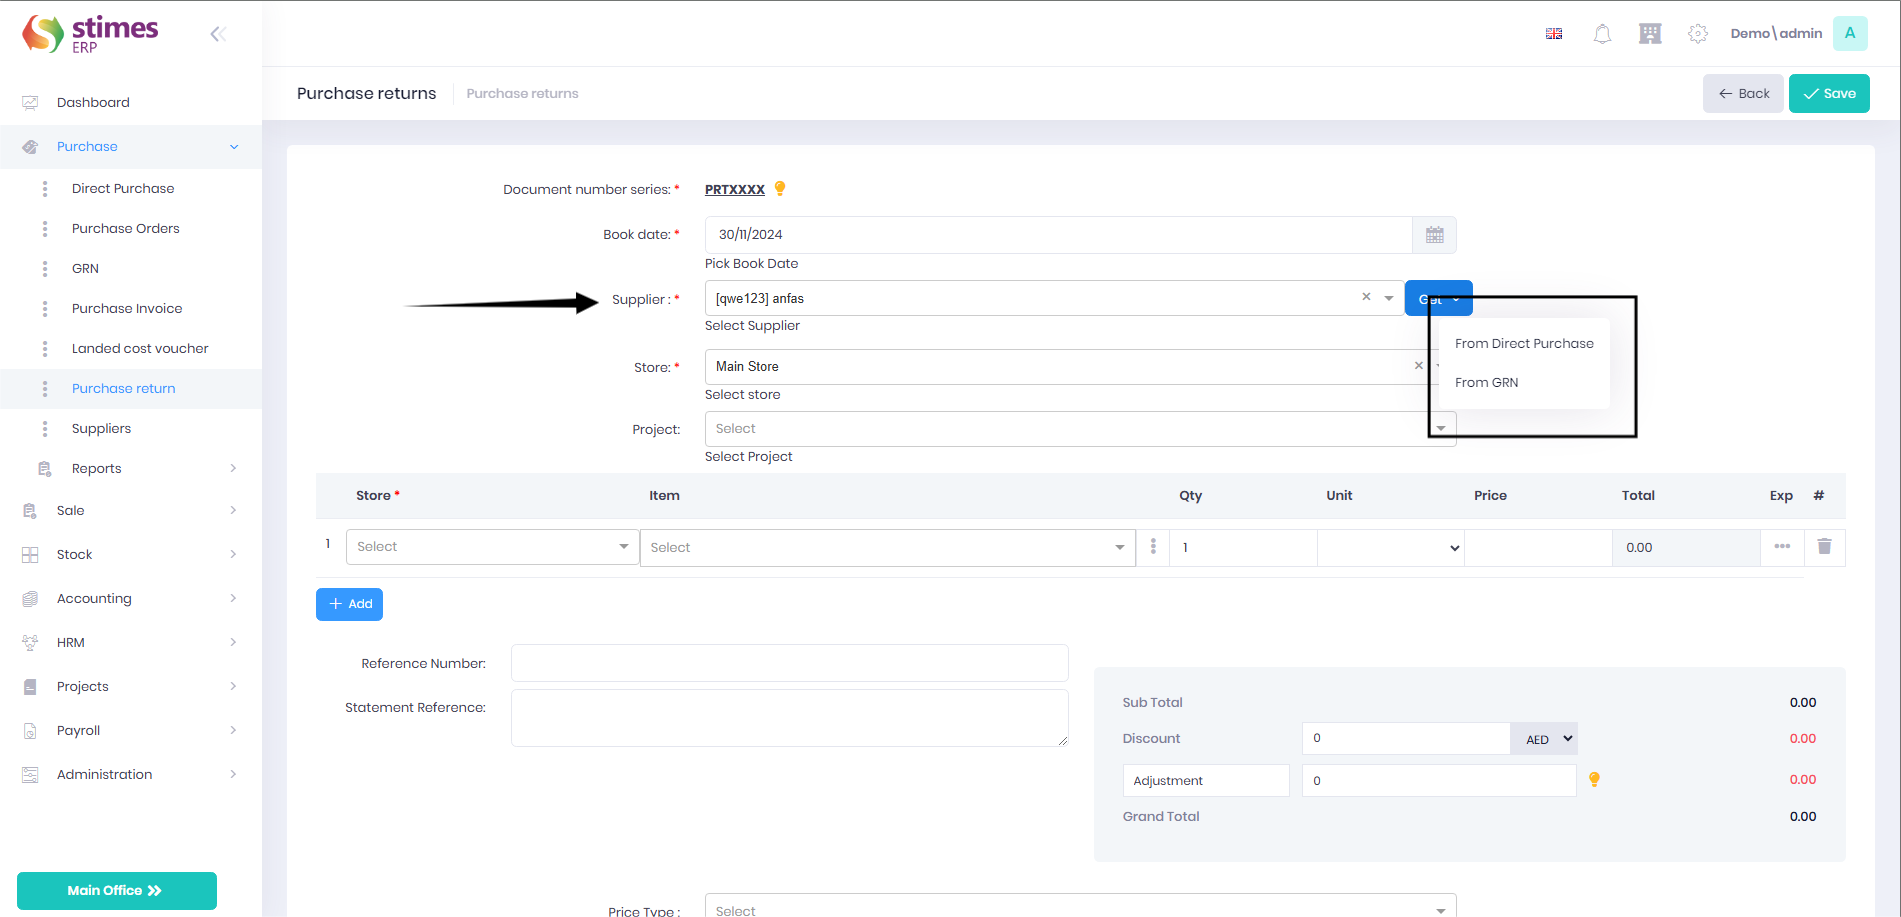 stimes
ERP
Demo\admin
A
Purchase returns
Purchase returns
Back
Save
Dashboard
Purchase
Direct Purchase
Purchase Orders
GRN
Purchase Invoice
Landed cost voucher
Purchase return
Suppliers
Reports
Sale
Stock
Accounting
HRM
Projects
Payroll
Administration
Main Office
Document number series: *
PRTXXXX
Book date: *
30/11/2024
Pick Book Date
Supplier : *
[qwe123] anfas
×
Get
Select Supplier
From Direct Purchase
From GRN
Store: *
Main Store
×
Select store
Project:
Select
Select Project
Store * Item Qty Unit Price Total Exp #
1 Select Select 1 0.00
+ Add
Reference Number:
Statement Reference:
Sub Total 0.00
Discount 0 AED 0.00
Adjustment 0 0.00
Grand Total 0.00
Price Type :
Select